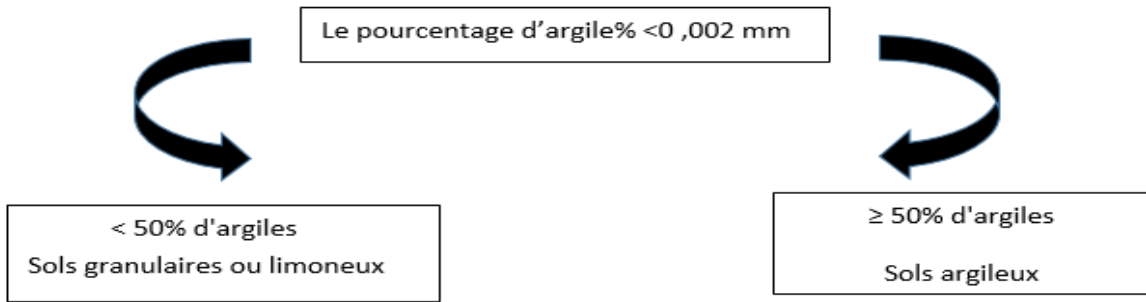 Le pourcentage d’argile% <0 ,002 mm
< 50% d'argiles
Sols granulaires ou limoneux
≥ 50% d'argiles
Sols argileux